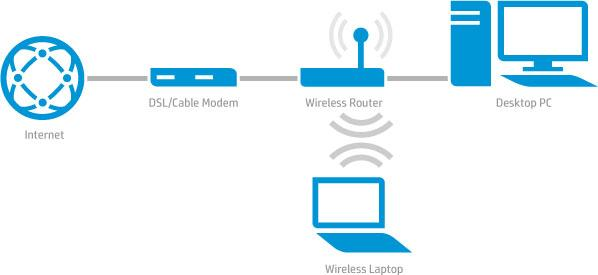 DSL/Cable Modem
Wireless Router
Desktop PC
Internet
Wireless Laptop